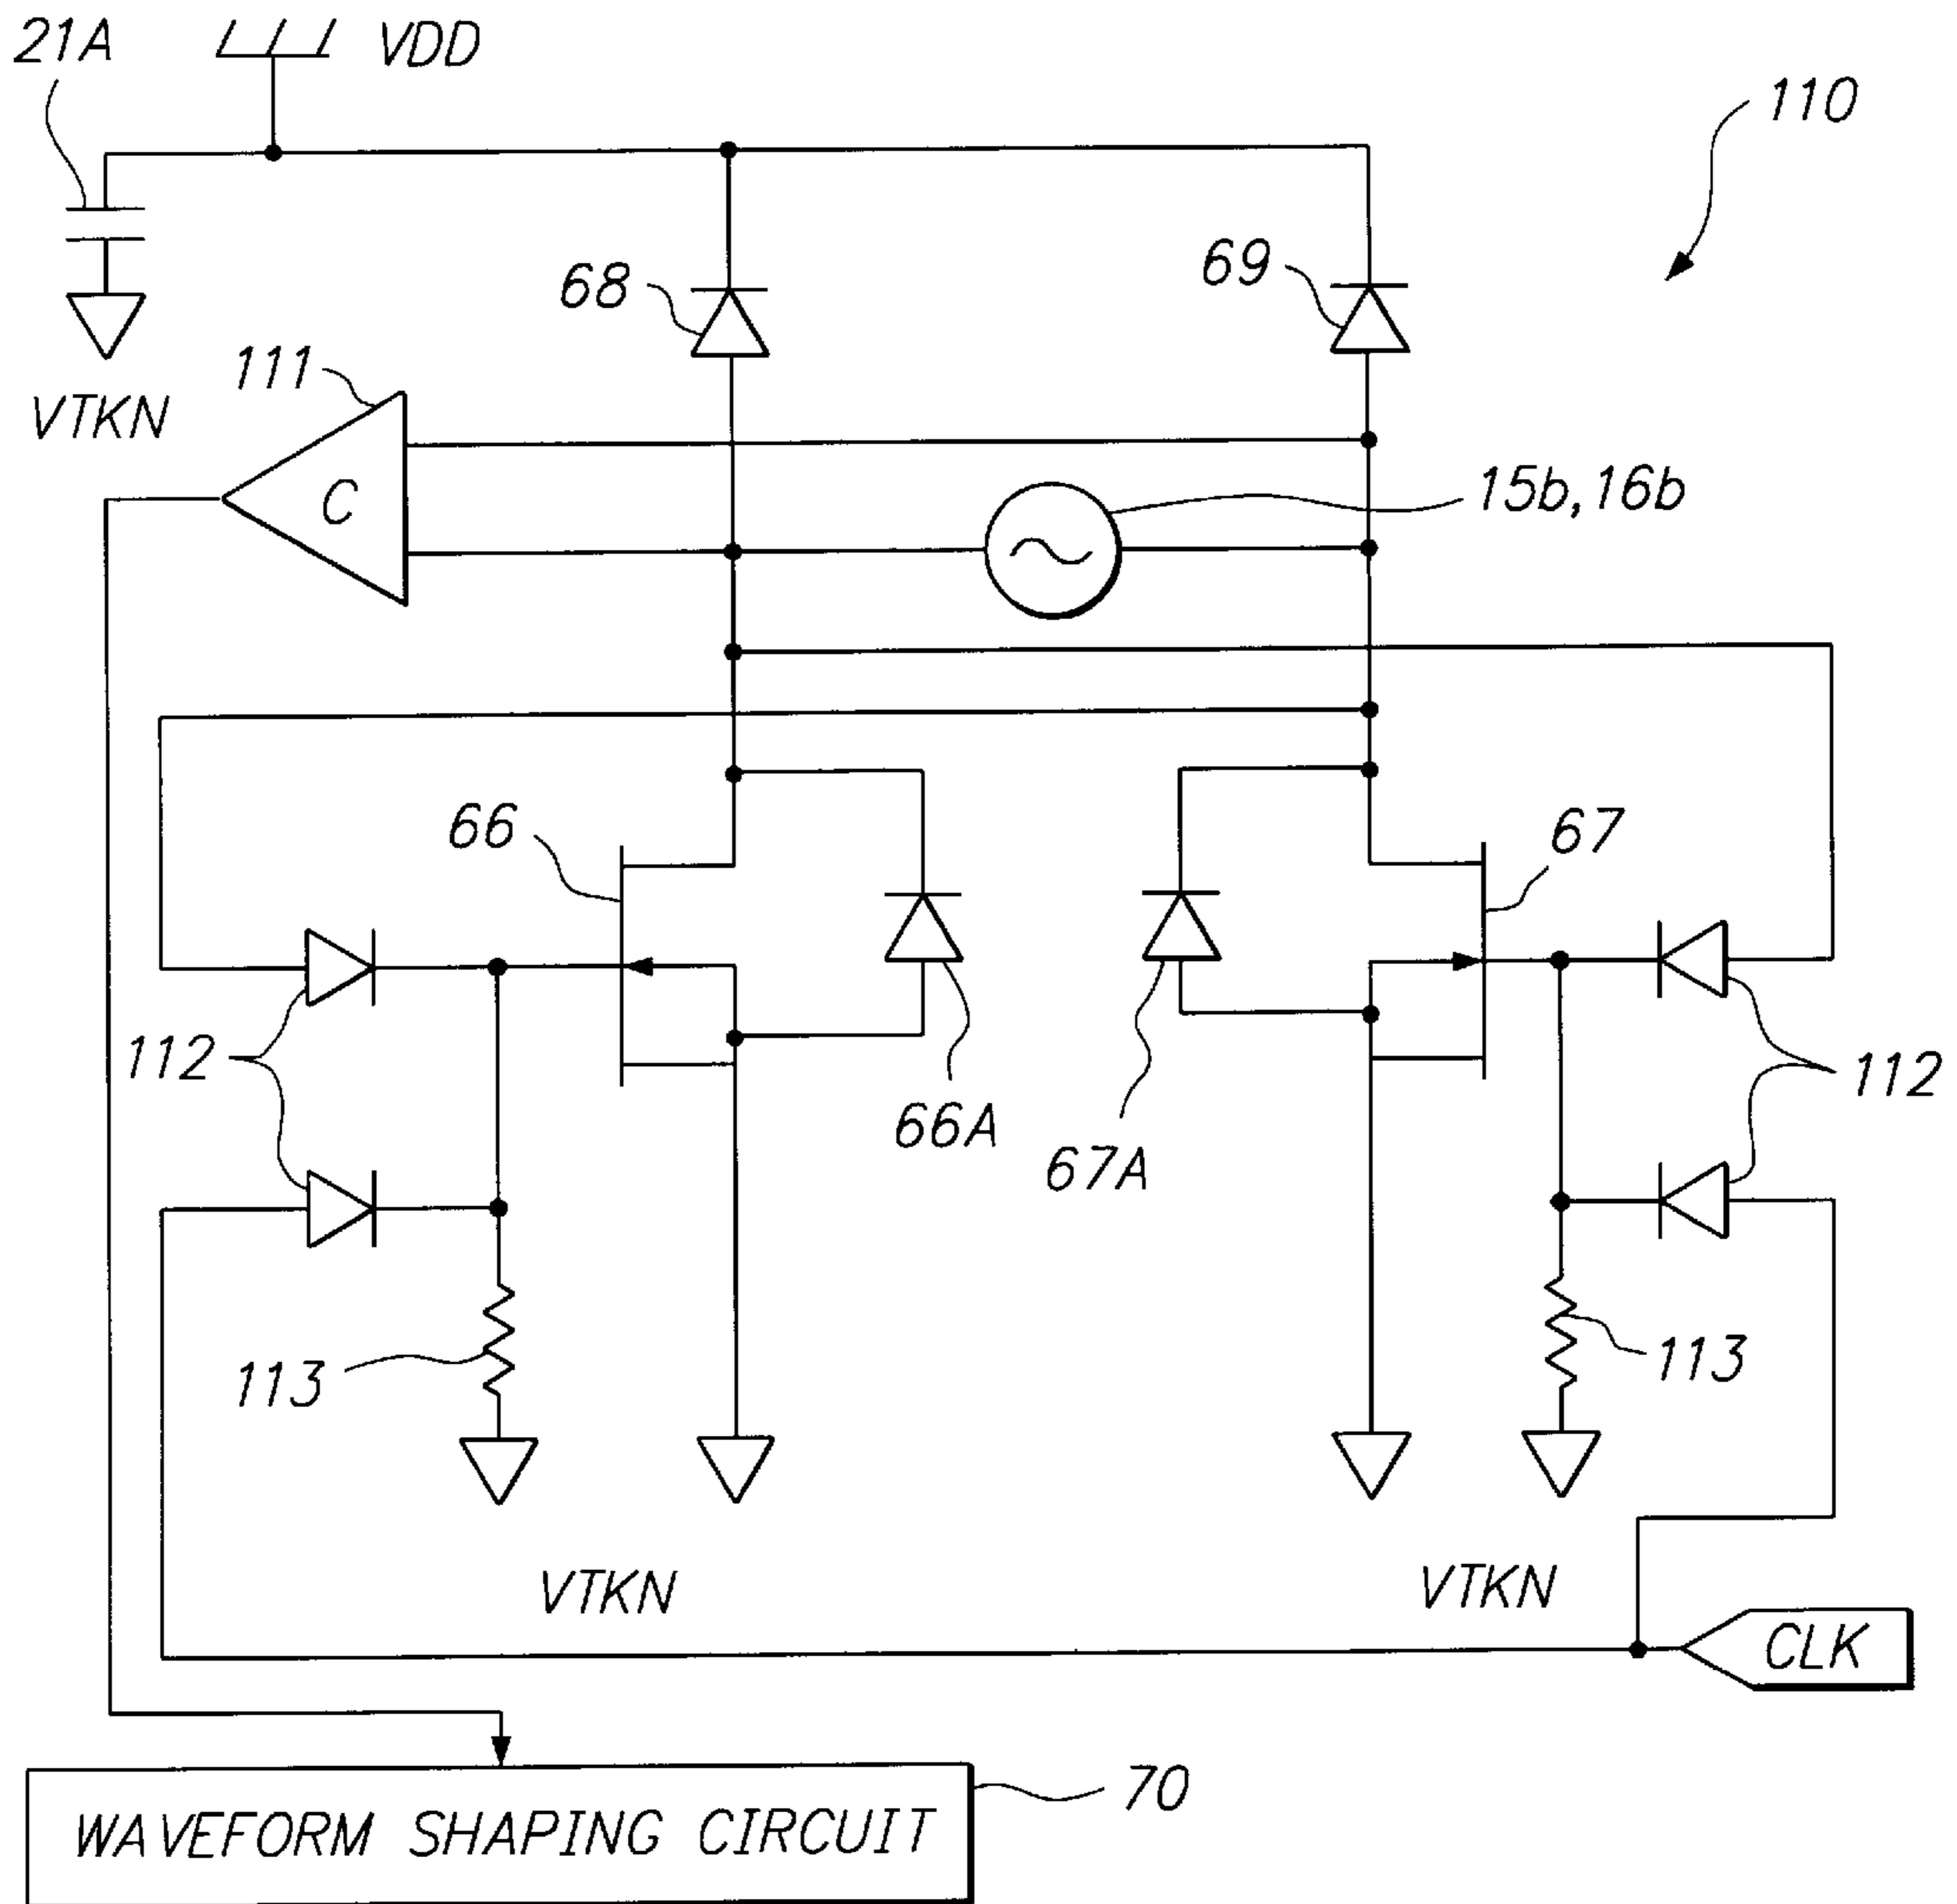 21A
VDD
110
68
69
111
VTKN
C
15b, 16b
66
67
112
66A
67A
112
113
113
VTKN
VTKN
CLK
WAVEFORM SHAPING CIRCUIT
70